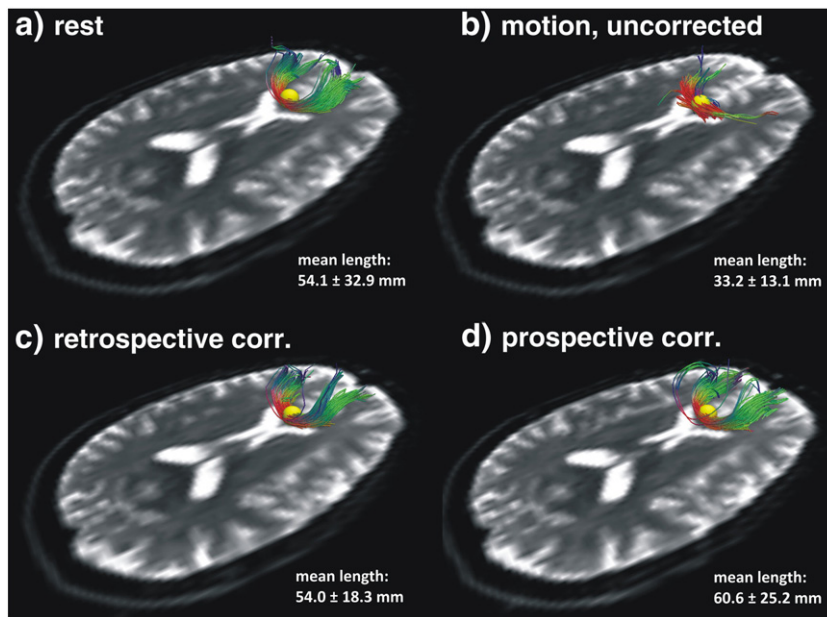 a) rest
mean length:
54.1 ± 32.9 mm
b) motion, uncorrected
mean length:
33.2 ± 13.1 mm
c) retrospective corr.
mean length:
54.0 ± 18.3 mm
d) prospective corr.
mean length:
60.6 ± 25.2 mm